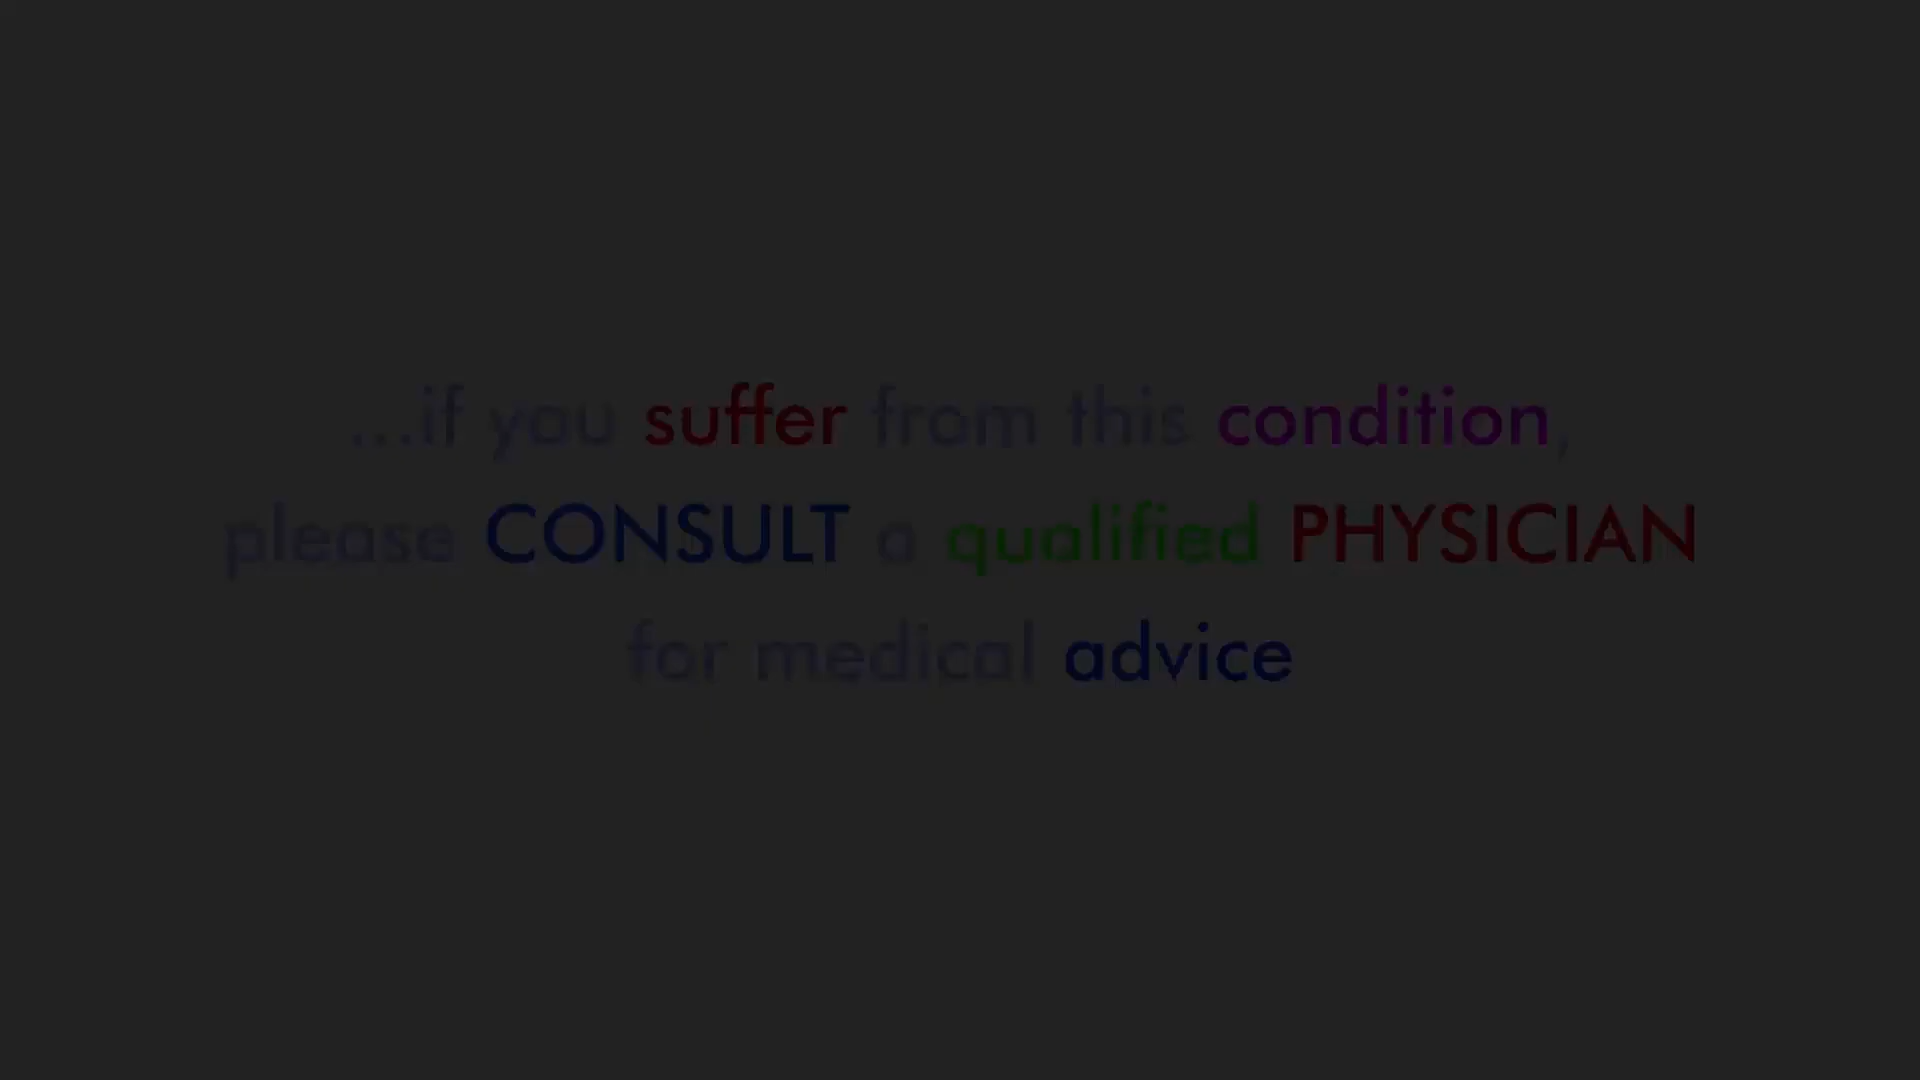 ...if you suffer from this condition,
please CONSULT a qualified PHYSICIAN
for medical advice